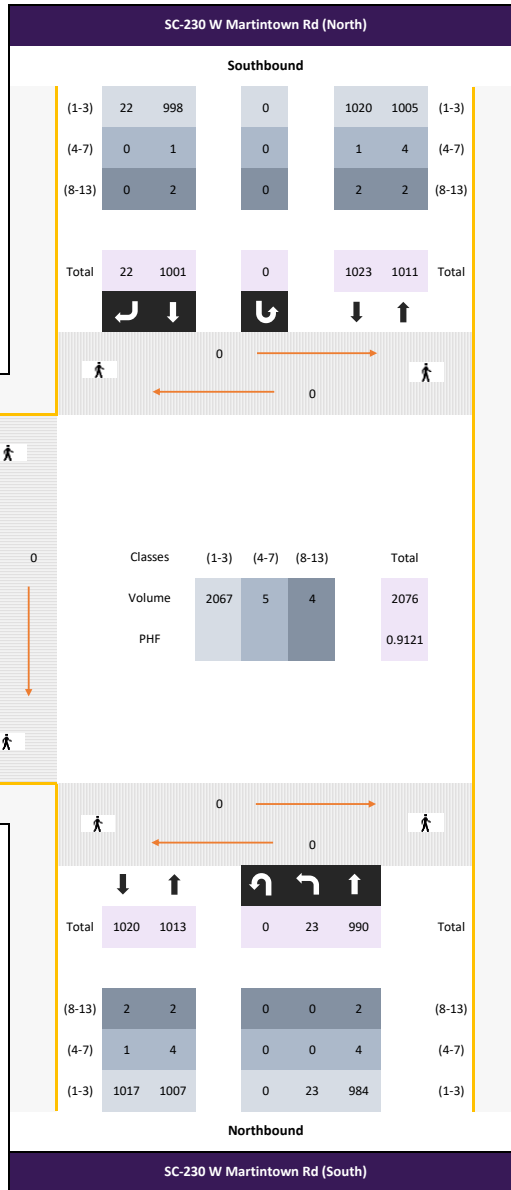 SC-230 W Martintown Rd (North)
Southbound
(1-3) 22 998 0 1020 1005 (1-3)
(4-7) 0 1 0 1 4 (4-7)
(8-13) 0 2 0 2 2 (8-13)
Total 22 1001 0 1023 1011 Total
0
0
0
Classes (1-3) (4-7) (8-13) Total
Volume 2067 5 4 2076
PHF 0.9121
0
0
Total 1020 1013 0 23 990 Total
(8-13) 2 2 0 0 2 (8-13)
(4-7) 1 4 0 0 4 (4-7)
(1-3) 1017 1007 0 23 984 (1-3)
Northbound
SC-230 W Martintown Rd (South)